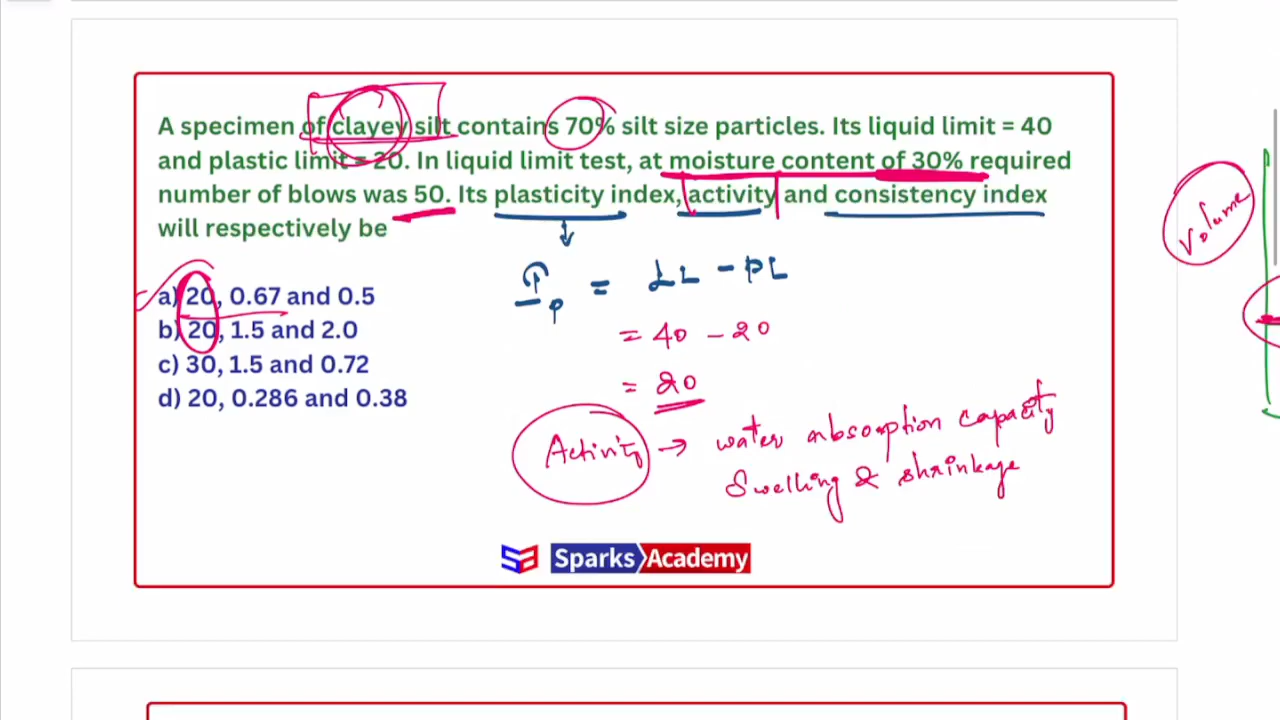 A specimen of clayey silt contains 70% silt size particles. Its liquid limit = 40
and plastic limit = 20. In liquid limit test, at moisture content of 30% required
number of blows was 50. Its plasticity index, activity and consistency index
will respectively be
a) 20, 0.67 and 0.5
b) 20, 1.5 and 2.0
c) 30, 1.5 and 0.72
d) 20, 0.286 and 0.38
Ip = LL - PL
= 40 - 20
= 20
Activity → water absorption capacity
Swelling & shrinkage
Volume
Sparks Academy